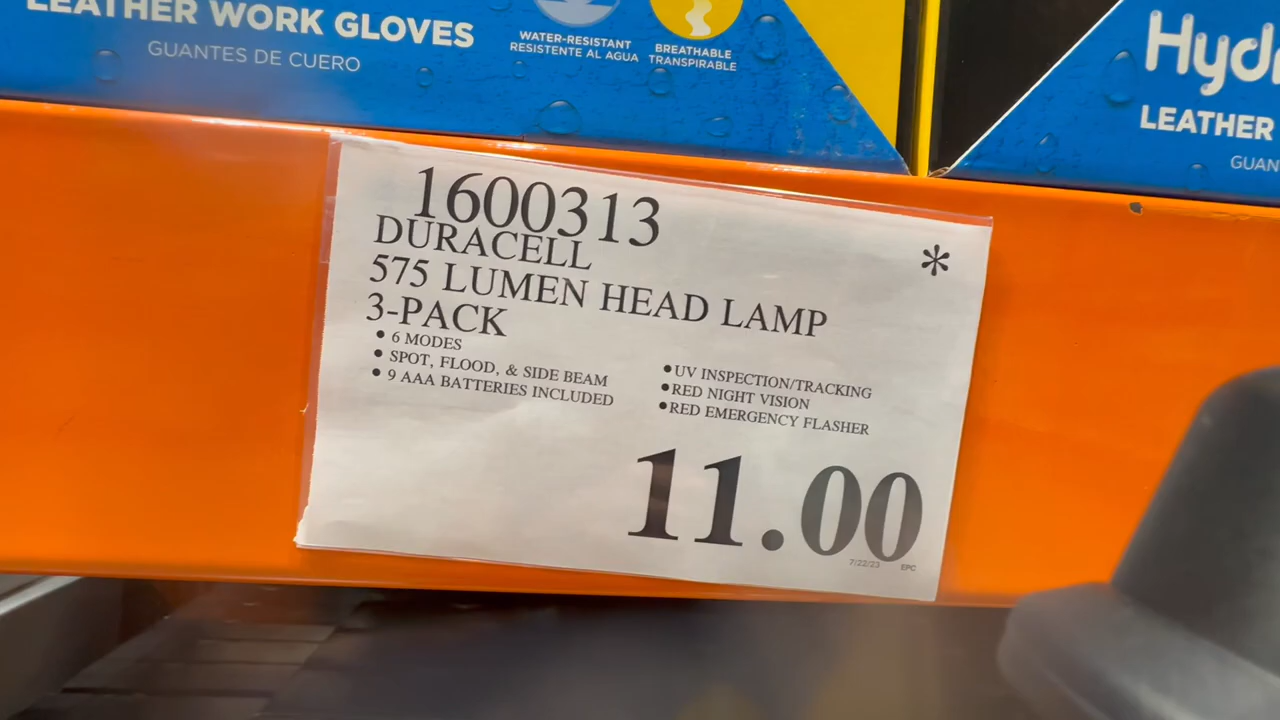 LEATHER WORK GLOVES
GUANTES DE CUERO
WATER-RESISTANT
RESISTENTE AL AGUA
BREATHABLE
TRANSPIRABLE
Hyd
LEATHER
GUAN
1600313
*
DURACELL
575 LUMEN HEAD LAMP
3-PACK
• 6 MODES
• SPOT, FLOOD, & SIDE BEAM
• 9 AAA BATTERIES INCLUDED
• UV INSPECTION/TRACKING
• RED NIGHT VISION
• RED EMERGENCY FLASHER
11.00
7/22/23 EPC